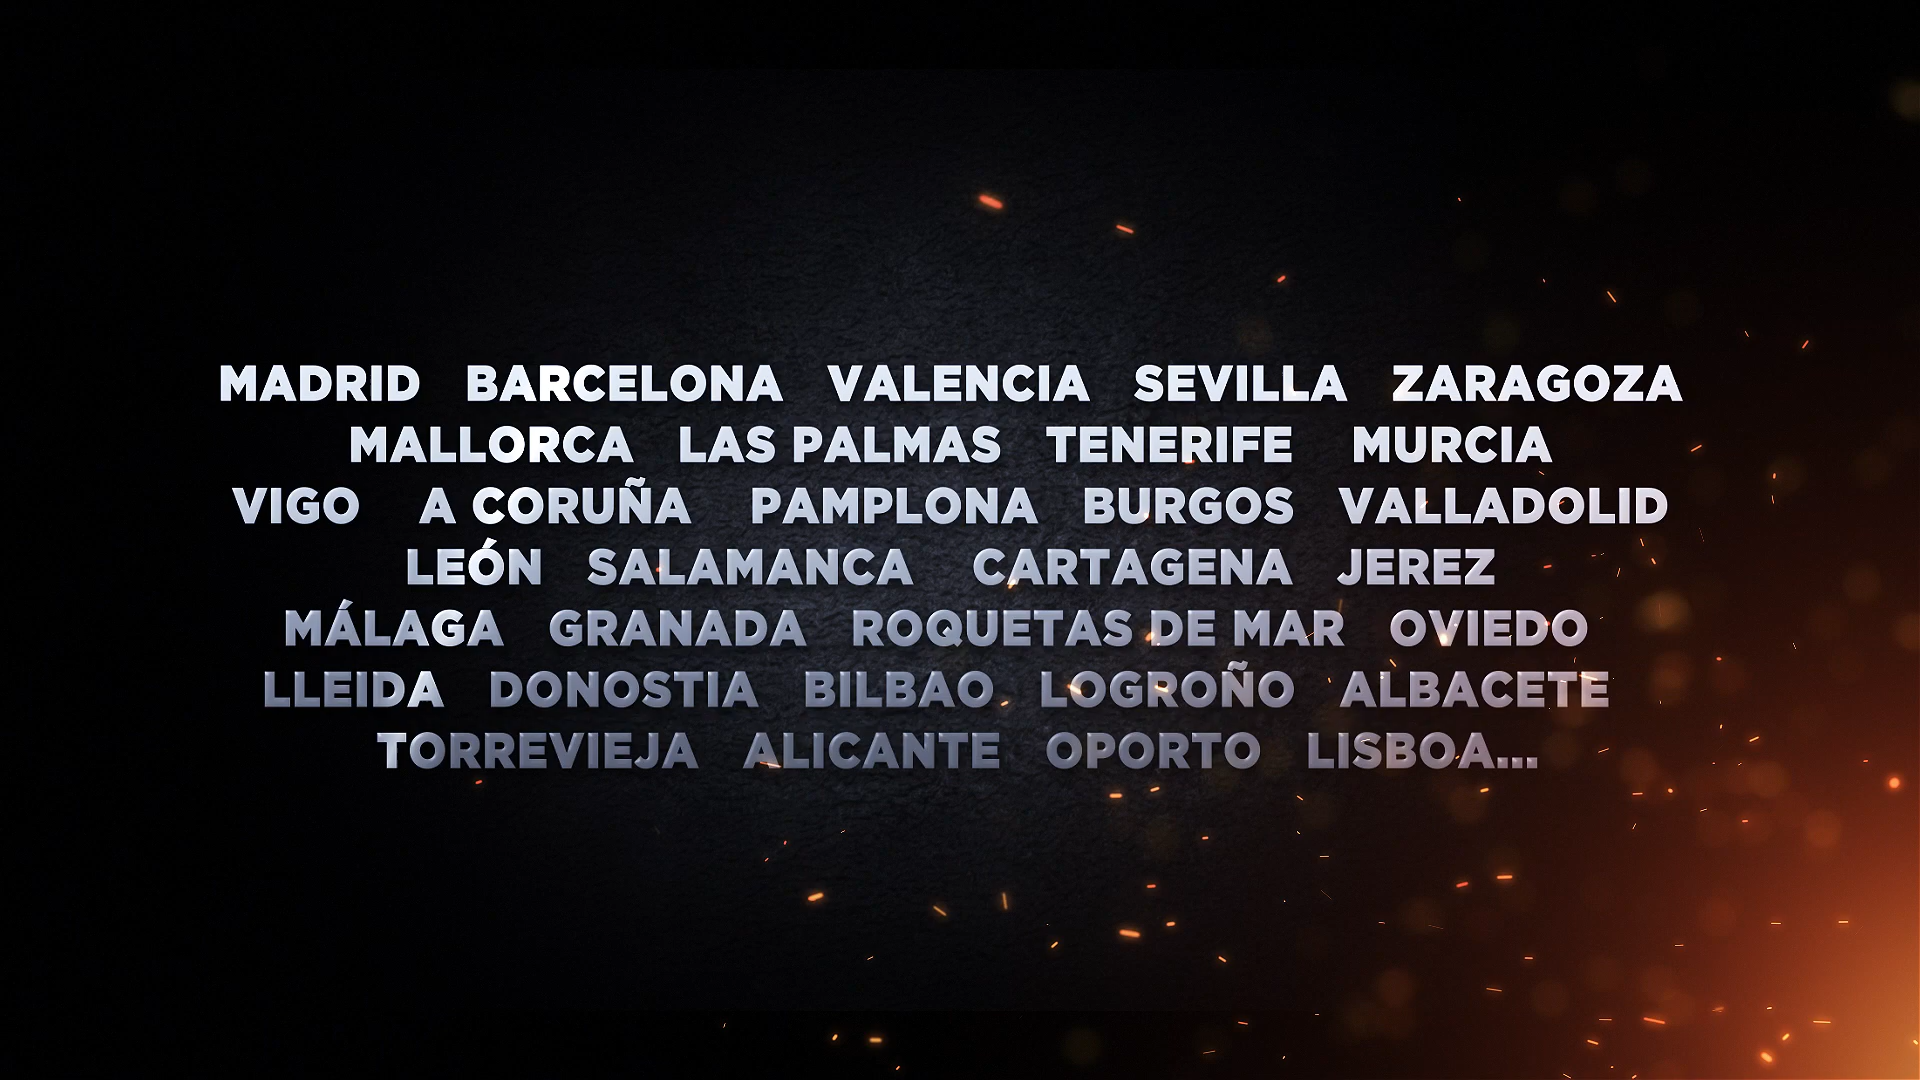 MADRID BARCELONA VALENCIA SEVILLA ZARAGOZA
MALLORCA LAS PALMAS TENERIFE MURCIA
VIGO A CORUÑA PAMPLONA BURGOS VALLADOLID
LEÓN SALAMANCA CARTAGENA JEREZ
MÁLAGA GRANADA ROQUETAS DE MAR OVIEDO
LLEIDA DONOSTIA BILBAO LOGROÑO ALBACETE
TORREVIEJA ALICANTE OPORTO LISBOA...